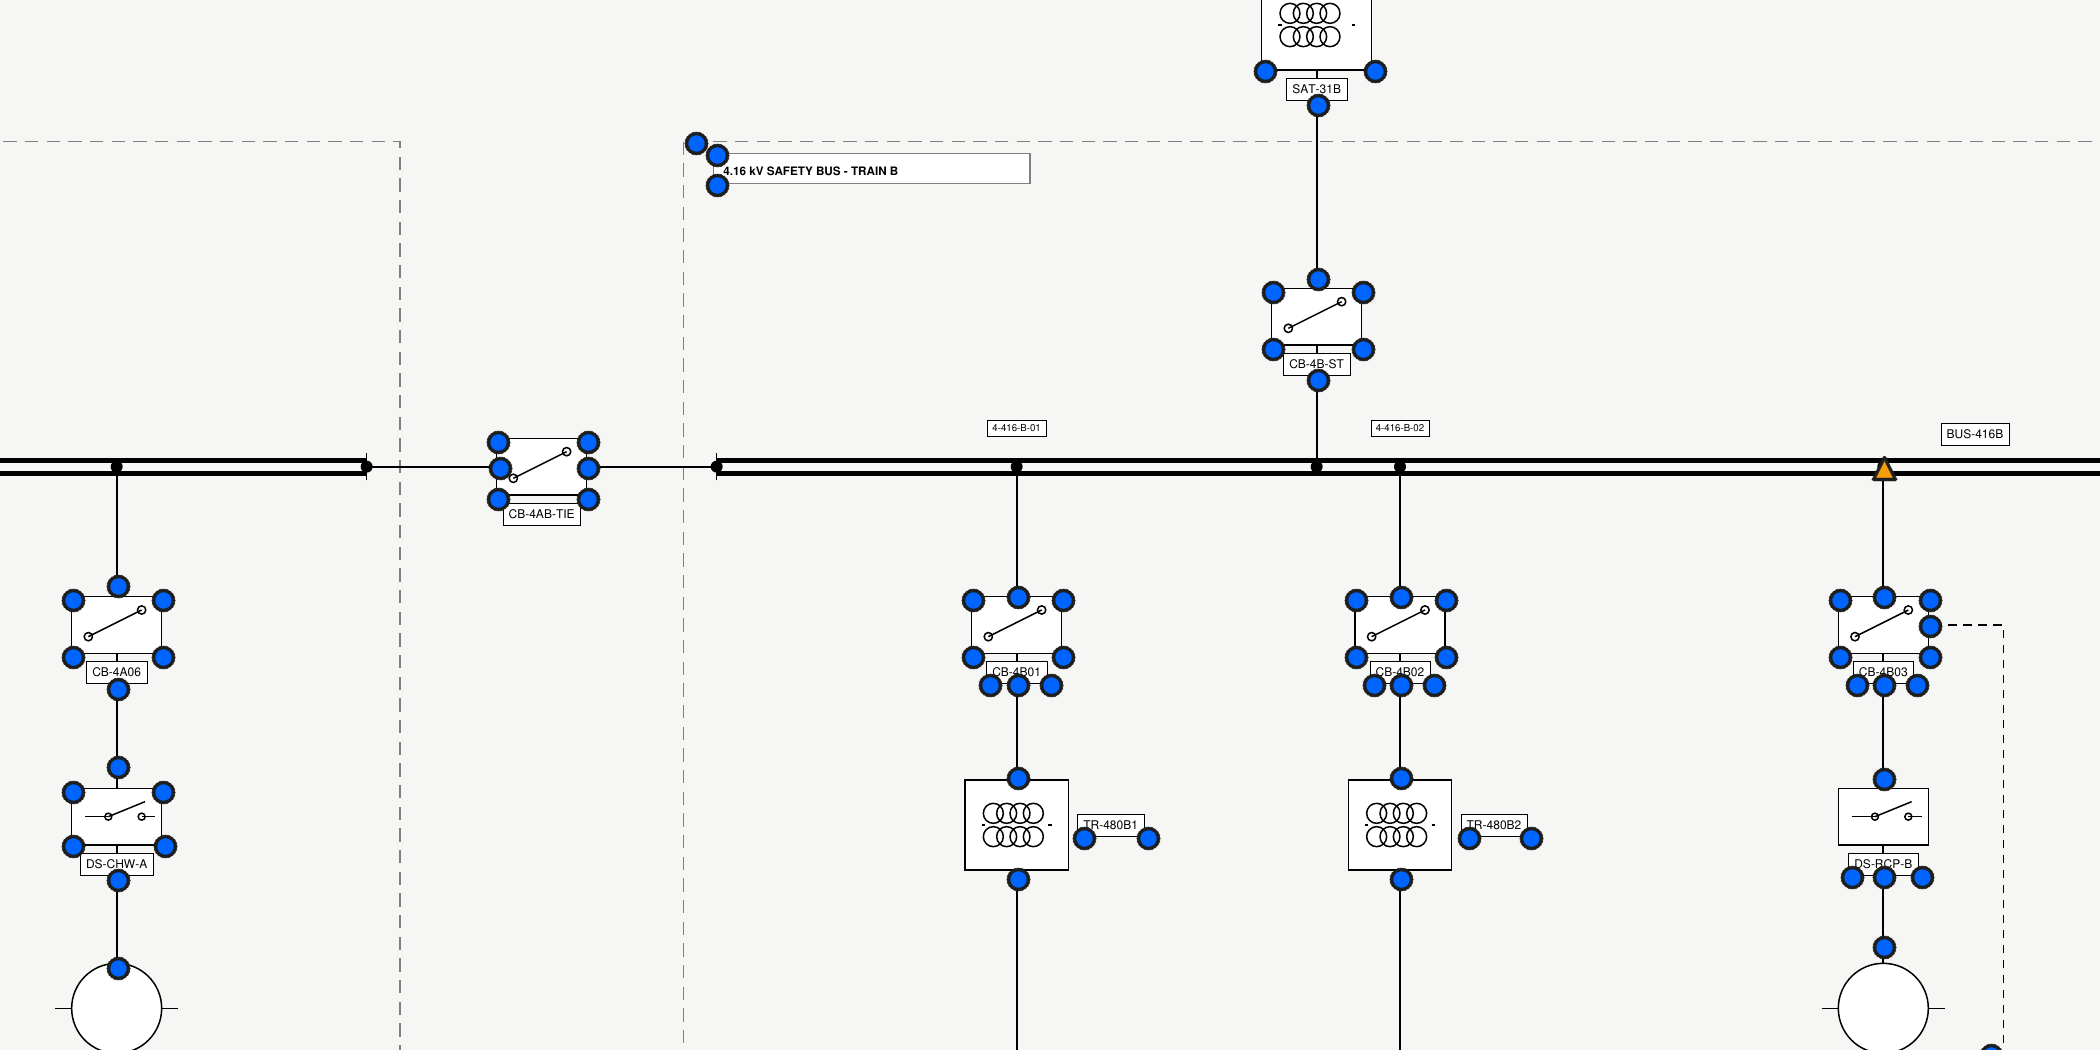 SAT-31B
4.16 kV SAFETY BUS - TRAIN B
CB-4B-ST
4-416-B-01
4-416-B-02
BUS-416B
CB-4AB-TIE
CB-4A06
CB-4B01
CB-4B02
CB-4B03
TR-480B1
TR-480B2
DS-CHW-A
DS-RCP-B